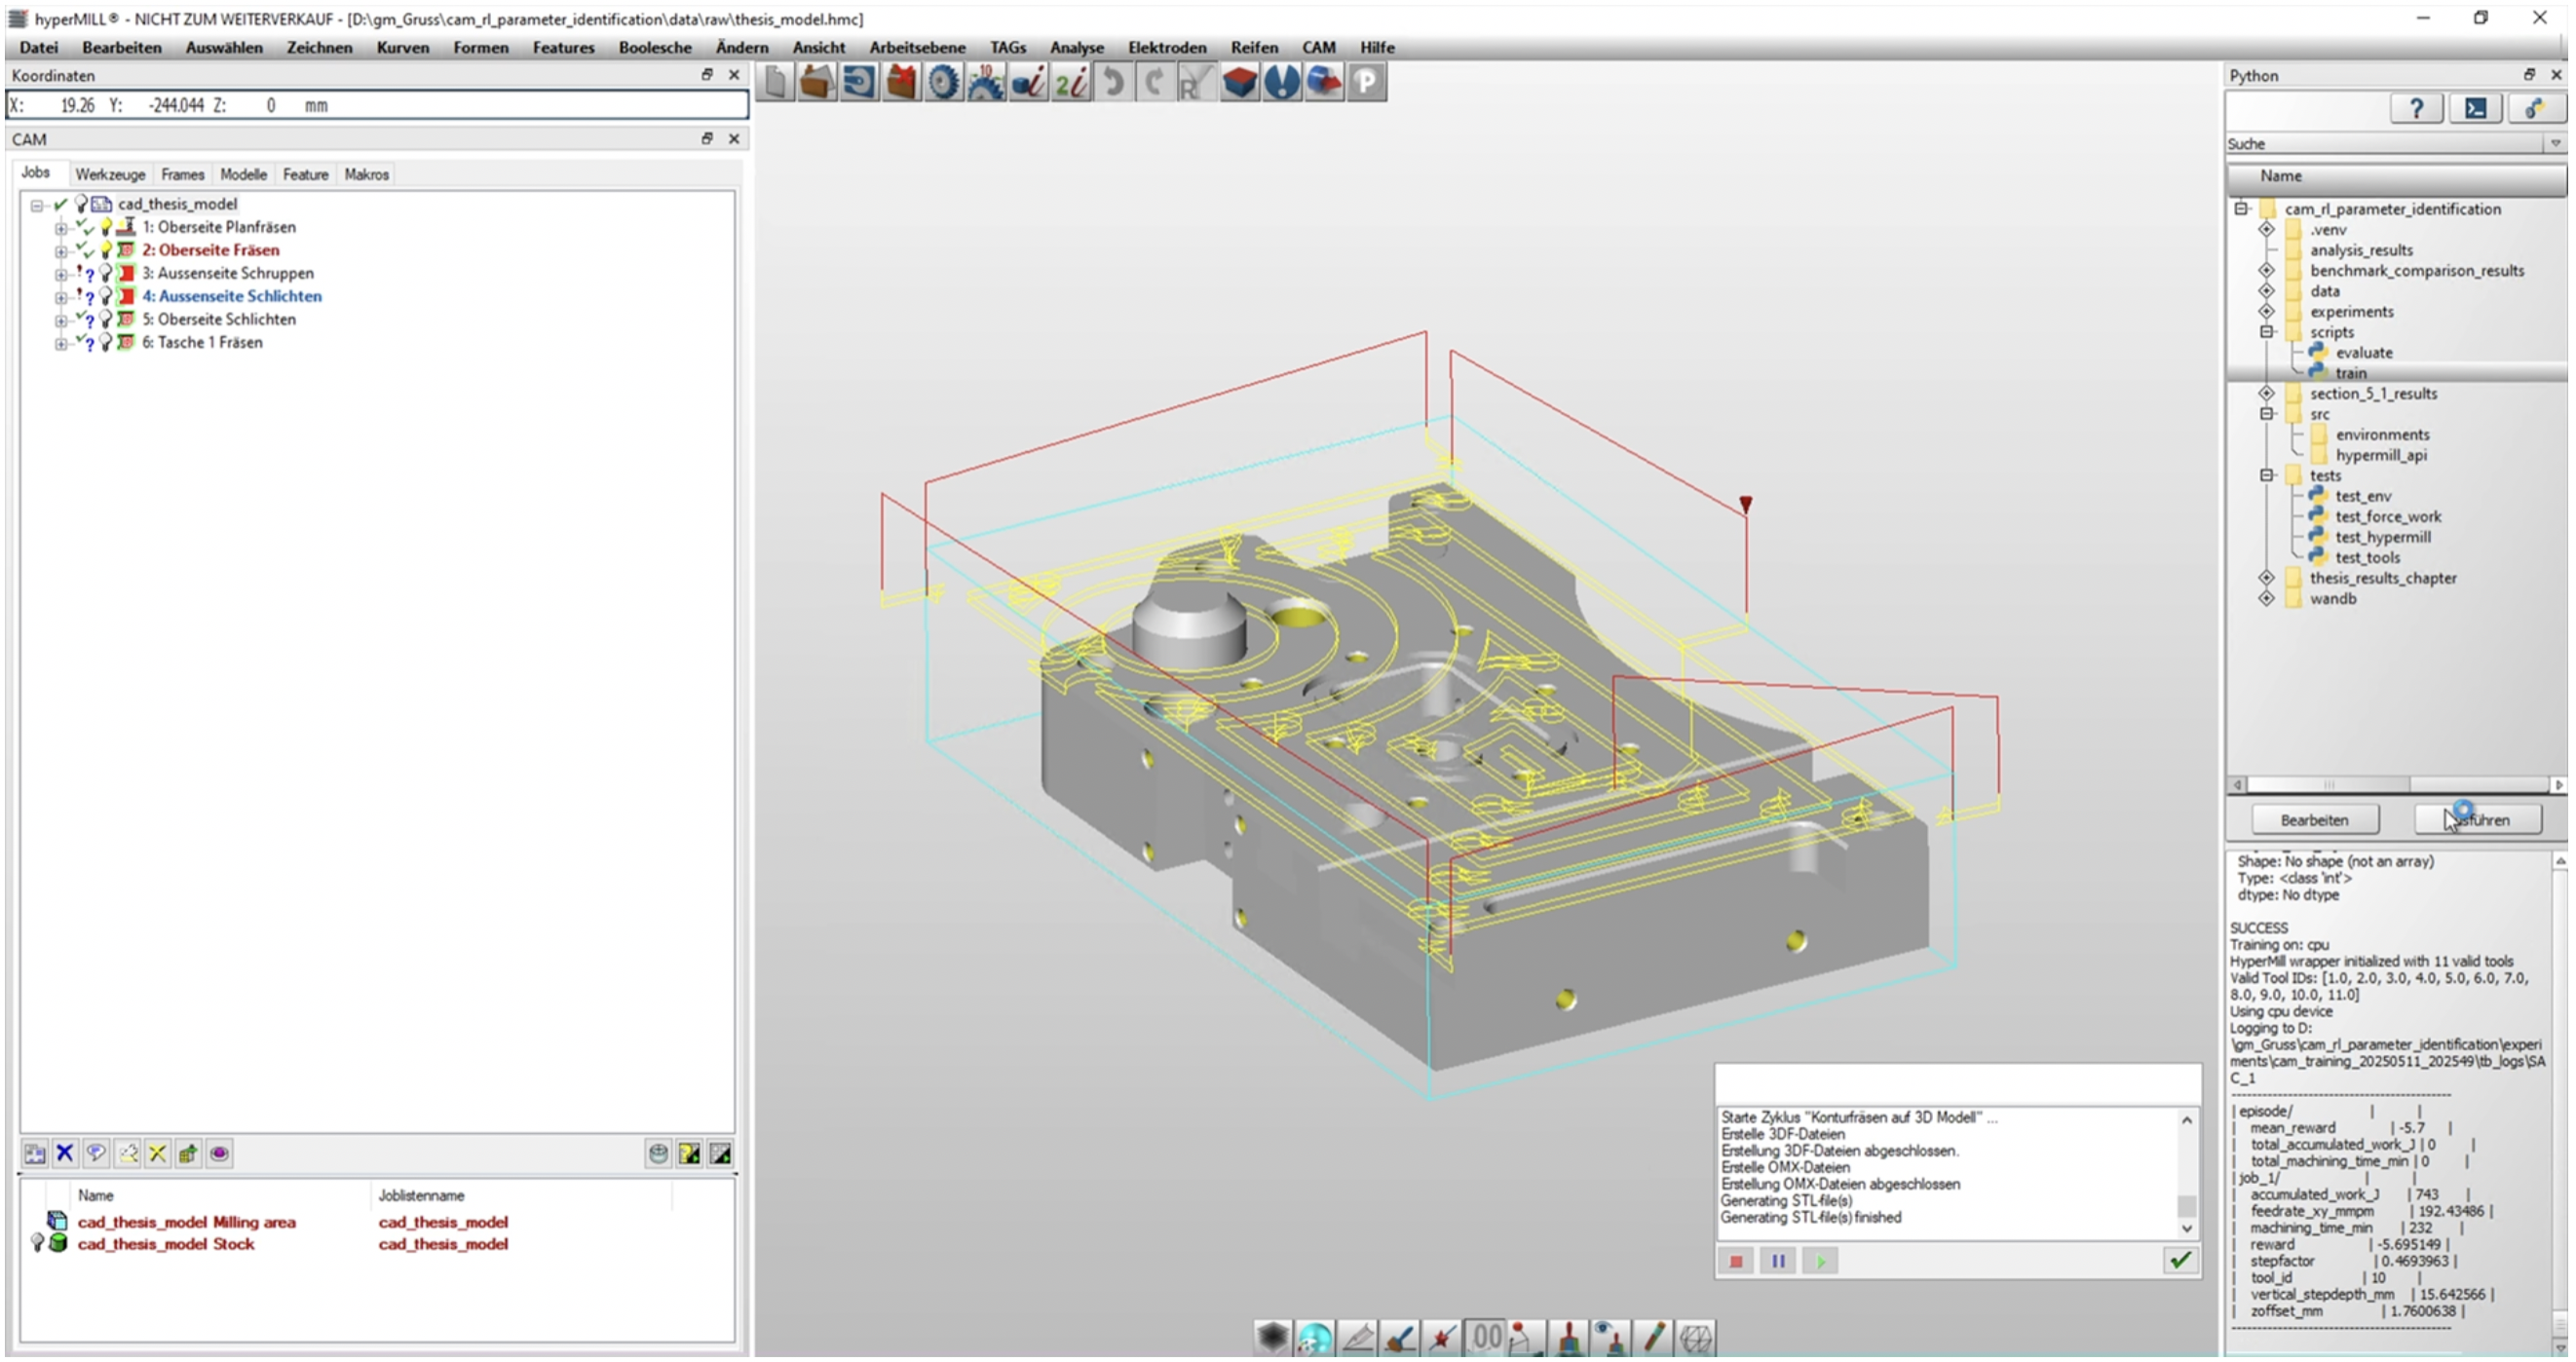 hyperMILL® - NICHT ZUM WEITERVERKAUF - [D:\gm_Gruss\cam_rl_parameter_identification\data\raw\thesis_model.hmc]
Datei Bearbeiten Auswählen Zeichnen Kurven Formen Features Boolesche Ändern Ansicht Arbeitsebene TAGs Analyse Elektroden Reifen CAM Hilfe
Koordinaten
X: 19.26 Y: -244.044 Z: 0 mm
CAM
Jobs Werkzeuge Frames Modelle Feature Makros
cad_thesis_model
1: Oberseite Planfräsen
2: Oberseite Fräsen
3: Aussenseite Schruppen
4: Aussenseite Schlichten
5: Oberseite Schlichten
6: Tasche 1 Fräsen
Name Joblistenname
cad_thesis_model Milling area cad_thesis_model
cad_thesis_model Stock cad_thesis_model
10
2i
R
P
Starte Zyklus "Konturfräsen auf 3D Modell" ...
Erstelle 3DF-Dateien
Erstellung 3DF-Dateien abgeschlossen.
Erstelle OMX-Dateien
Erstellung OMX-Dateien abgeschlossen
Generating STL-file(s)
Generating STL-file(s) finished
Python
?
Suche
Name
cam_rl_parameter_identification
.venv
analysis_results
benchmark_comparison_results
data
experiments
scripts
evaluate
train
section_5_1_results
src
environments
hypermill_api
tests
test_env
test_force_work
test_hypermill
test_tools
thesis_results_chapter
wandb
Bearbeiten
Shape: No shape (not an array)
Type: <class 'int'>
dtype: No dtype
SUCCESS
Training on: cpu
HyperMill wrapper initialized with 11 valid tools
Valid Tool IDs: [1.0, 2.0, 3.0, 4.0, 5.0, 6.0, 7.0,
8.0, 9.0, 10.0, 11.0]
Using cpu device
Logging to D:
\gm_Gruss\cam_rl_parameter_identification\experi
ments\cam_training_20250511_202549\tb_logs\SA
C_1
------------------------------------------
| episode/ | |
| mean_reward | -5.7 |
| total_accumulated_work_J | 0 |
| total_machining_time_min | 0 |
| job_1/ | |
| accumulated_work_J | 743 |
| feedrate_xy_mmpm | 192.43486 |
| machining_time_min | 232 |
| reward | -5.695149 |
| stepfactor | 0.4693963 |
| tool_id | 10 |
| vertical_stepdepth_mm | 15.642566 |
| zoffset_mm | 1.7600638 |
------------------------------------------